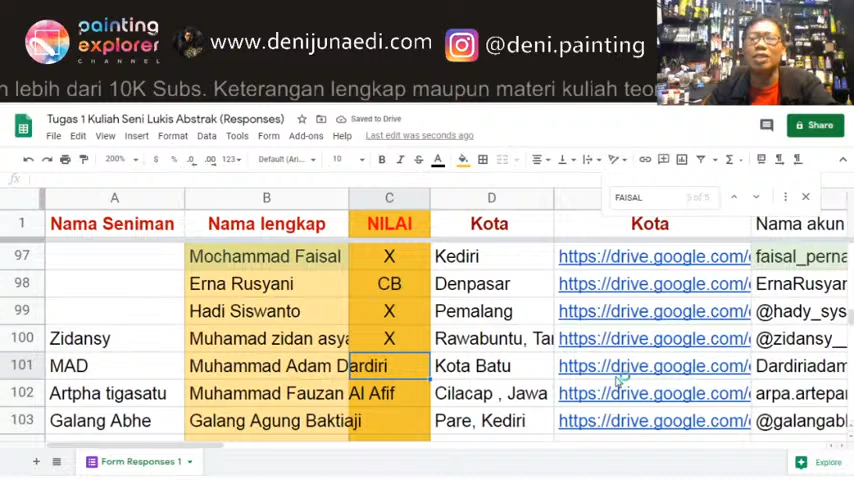 painting
explorer
CHANNEL
www.denijunaedi.com
@deni.painting
lebih dari 10K Subs. Keterangan lengkap maupun materi kuliah
Tugas 1 Kuliah Seni Lukis Abstrak (Responses)
Saved to Drive
File Edit View Insert Format Data Tools Form Add-ons Help Last edit was seconds ago
Share
200% $ % .0 .00 123 Default (Ari... 10 B I S A
fx
FAISAL of 5
A B C D
1 Nama Seniman Nama lengkap NILAI Kota Kota Nama akun
97 Mochammad Faisal X Kediri https://drive.google.com/ faisal_perna
98 Erna Rusyani CB Denpasar https://drive.google.com/ ErnaRusyar
99 Hadi Siswanto X Pemalang https://drive.google.com/ @hady_sys
100 Zidansy Muhamad zidan asya X Rawabuntu, Tar https://drive.google.com/ @zidansy__
101 MAD Muhammad Adam Dardiri Kota Batu https://drive.google.com/ Dardiriadam
102 Artpha tigasatu Muhammad Fauzan Al Afif Cilacap , Jawa https://drive.google.com/ arpa.artepar
103 Galang Abhe Galang Agung Baktiaji Pare, Kediri https://drive.google.com/ @galangabl
+ Form Responses 1 Explore